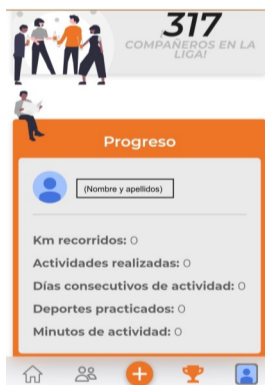 317
COMPAÑEROS EN LA
LIGA!
Progreso
(Nombre y apellidos)
Km recorridos: 0
Actividades realizadas: 0
Días consecutivos de actividad: 0
Deportes practicados: 0
Minutos de actividad: 0